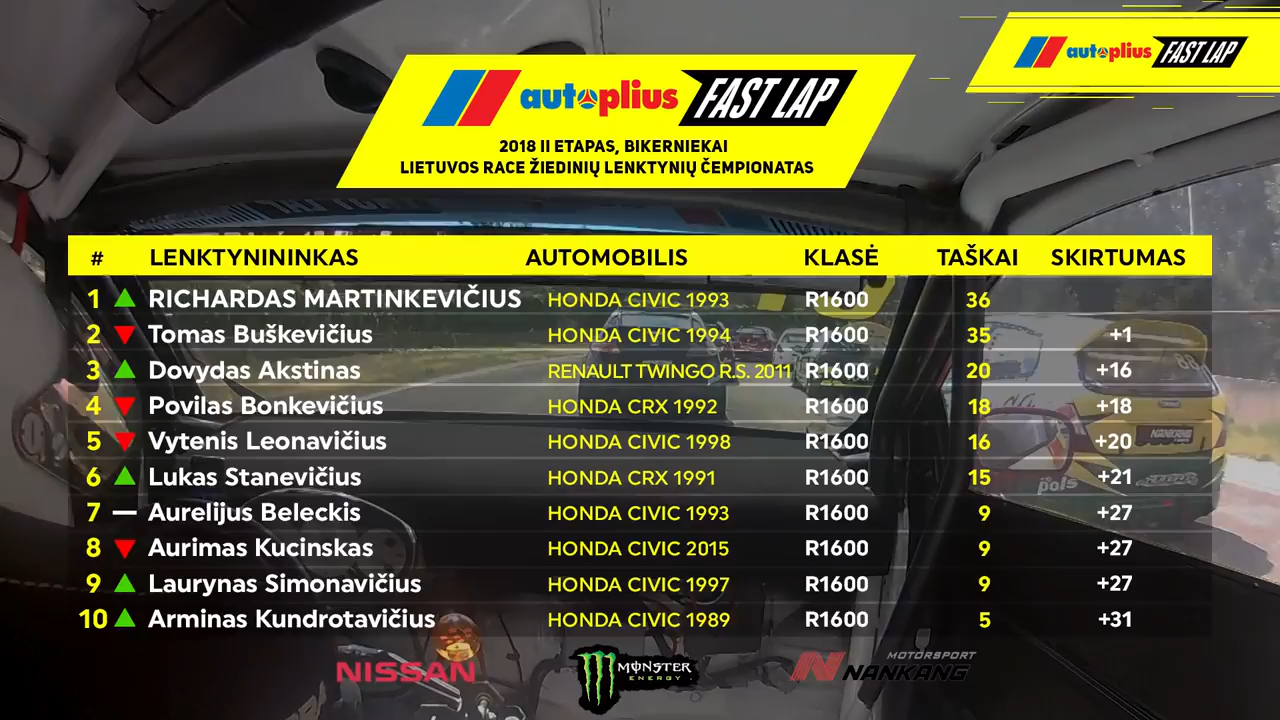 autoplius FAST LAP
autoplius FAST LAP
2018 II ETAPAS, BIKERNIEKAI
LIETUVOS RACE ŽIEDINIŲ LENKTYNIŲ ČEMPIONATAS
# LENKTYNININKAS AUTOMOBILIS KLASĖ TAŠKAI SKIRTUMAS
1 RICHARDAS MARTINKEVIČIUS HONDA CIVIC 1993 R1600 36
2 Tomas Buškevičius HONDA CIVIC 1994 R1600 35 +1
3 Dovydas Akstinas RENAULT TWINGO R.S. 2011 R1600 20 +16
4 Povilas Bonkevičius HONDA CRX 1992 R1600 18 +18
5 Vytenis Leonavičius HONDA CIVIC 1998 R1600 16 +20
6 Lukas Stanevičius HONDA CRX 1991 R1600 15 +21
7 Aurelijus Beleckis HONDA CIVIC 1993 R1600 9 +27
8 Aurimas Kucinskas HONDA CIVIC 2015 R1600 9 +27
9 Laurynas Simonavičius HONDA CIVIC 1997 R1600 9 +27
10 Arminas Kundrotavičius HONDA CIVIC 1989 R1600 5 +31
NANKANG
pols
NISSAN
MONSTER
ENERGY
MOTORSPORT
NANKANG